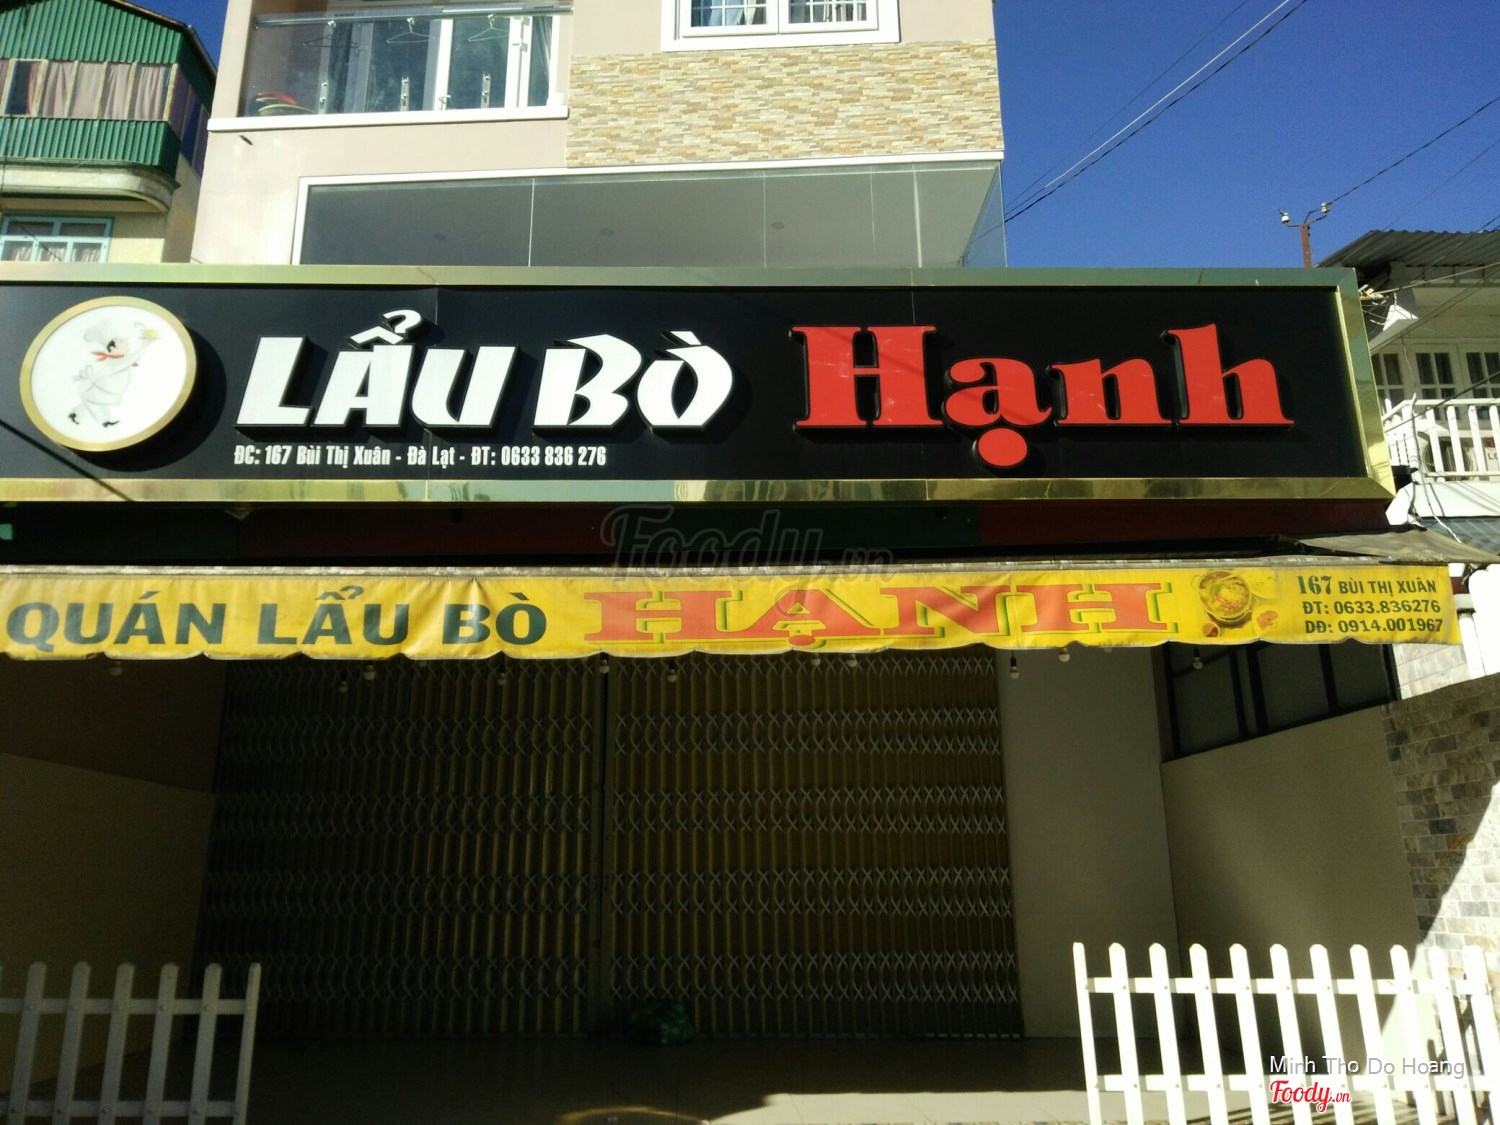 LẨU BÒ Hạnh
ĐC: 167 Bùi Thị Xuân - Đà Lạt - ĐT: 0633 836 276
Foody.vn
QUÁN LẨU BÒ HẠNH
167 BÙI THỊ XUÂN
ĐT: 0633.836276
DĐ: 0914.001967
Minh Tho Do Hoang
Foody.vn